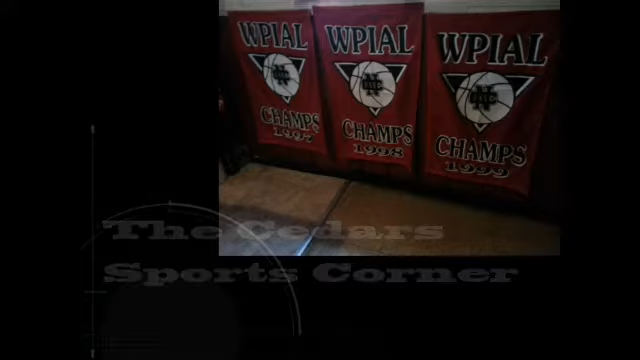 WPIAL
CHAMPS
1997
WPIAL
N
CHAMPS
1998
WPIAL
CHAMPS
1999
The Cedars
Sports Corner